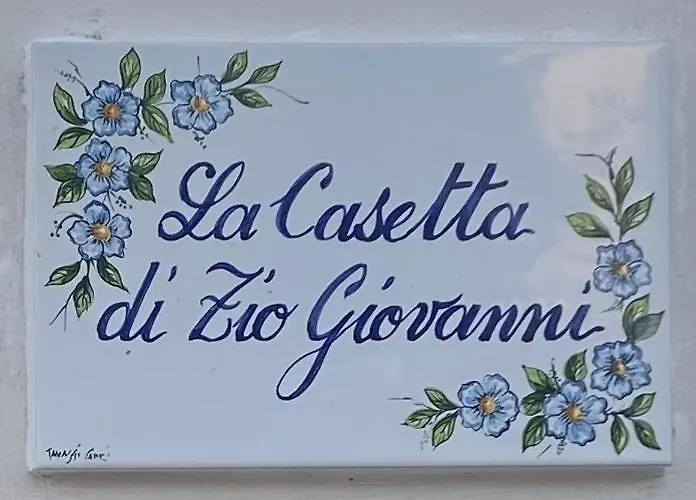 La Casetta
di Zio Giovanni